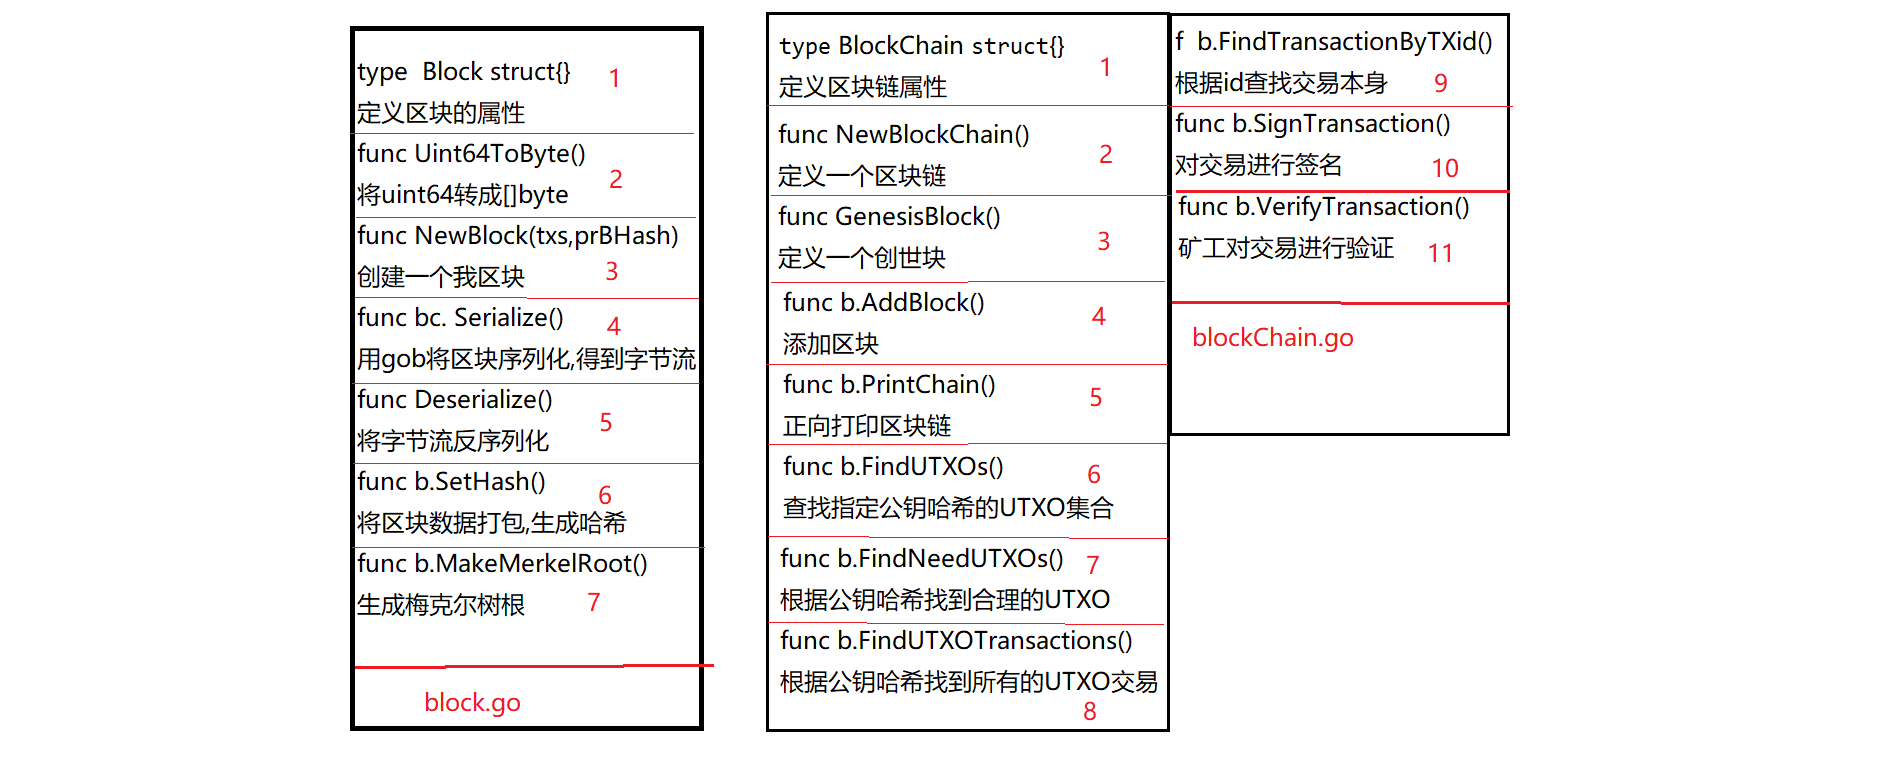 type  Block struct{} 1
定义区块的属性
func Uint64ToByte()
2
将uint64转成[]byte
func NewBlock(txs,prBHash)
创建一个我区块 3
func bc. Serialize() 4
用gob将区块序列化,得到字节流
func Deserialize()
5
将字节流反序列化
func b.SetHash()
6
将区块数据打包,生成哈希
func b.MakeMerkelRoot()
生成梅克尔树根 7
block.go
type BlockChain struct{}
1
定义区块链属性
func NewBlockChain()
2
定义一个区块链
func GenesisBlock()
3
定义一个创世块
func b.AddBlock()
4
添加区块
func b.PrintChain()
5
正向打印区块链
func b.FindUTXOs()
6
查找指定公钥哈希的UTXO集合
func b.FindNeedUTXOs() 7
根据公钥哈希找到合理的UTXO
func b.FindUTXOTransactions()
根据公钥哈希找到所有的UTXO交易
8
f  b.FindTransactionByTXid()
根据id查找交易本身 9
func b.SignTransaction()
对交易进行签名 10
func b.VerifyTransaction()
矿工对交易进行验证 11
blockChain.go